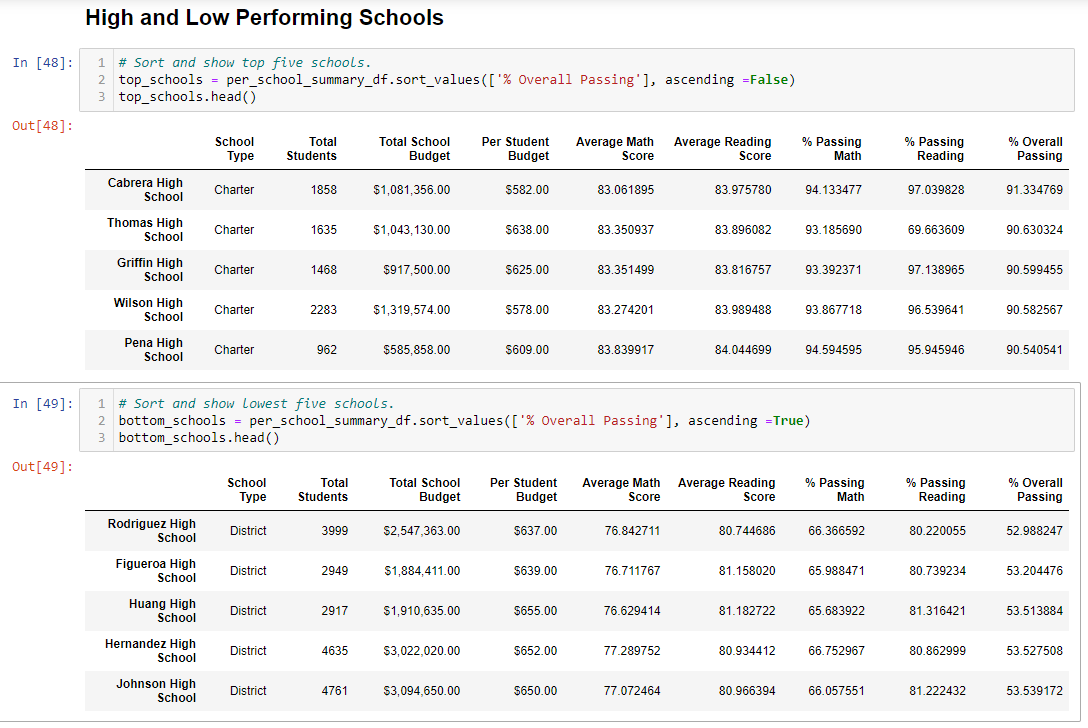 High and Low Performing Schools
In [48]:
1 # Sort and show top five schools.
2 top_schools = per_school_summary_df.sort_values(['% Overall Passing'], ascending =False)
3 top_schools.head()
Out[48]:
School Type Total Students Total School Budget Per Student Budget Average Math Score Average Reading Score % Passing Math % Passing Reading % Overall Passing
Cabrera High School Charter 1858 $1,081,356.00 $582.00 83.061895 83.975780 94.133477 97.039828 91.334769
Thomas High School Charter 1635 $1,043,130.00 $638.00 83.350937 83.896082 93.185690 69.663609 90.630324
Griffin High School Charter 1468 $917,500.00 $625.00 83.351499 83.816757 93.392371 97.138965 90.599455
Wilson High School Charter 2283 $1,319,574.00 $578.00 83.274201 83.989488 93.867718 96.539641 90.582567
Pena High School Charter 962 $585,858.00 $609.00 83.839917 84.044699 94.594595 95.945946 90.540541
In [49]:
1 # Sort and show lowest five schools.
2 bottom_schools = per_school_summary_df.sort_values(['% Overall Passing'], ascending =True)
3 bottom_schools.head()
Out[49]:
School Type Total Students Total School Budget Per Student Budget Average Math Score Average Reading Score % Passing Math % Passing Reading % Overall Passing
Rodriguez High School District 3999 $2,547,363.00 $637.00 76.842711 80.744686 66.366592 80.220055 52.988247
Figueroa High School District 2949 $1,884,411.00 $639.00 76.711767 81.158020 65.988471 80.739234 53.204476
Huang High School District 2917 $1,910,635.00 $655.00 76.629414 81.182722 65.683922 81.316421 53.513884
Hernandez High School District 4635 $3,022,020.00 $652.00 77.289752 80.934412 66.752967 80.862999 53.527508
Johnson High School District 4761 $3,094,650.00 $650.00 77.072464 80.966394 66.057551 81.222432 53.539172